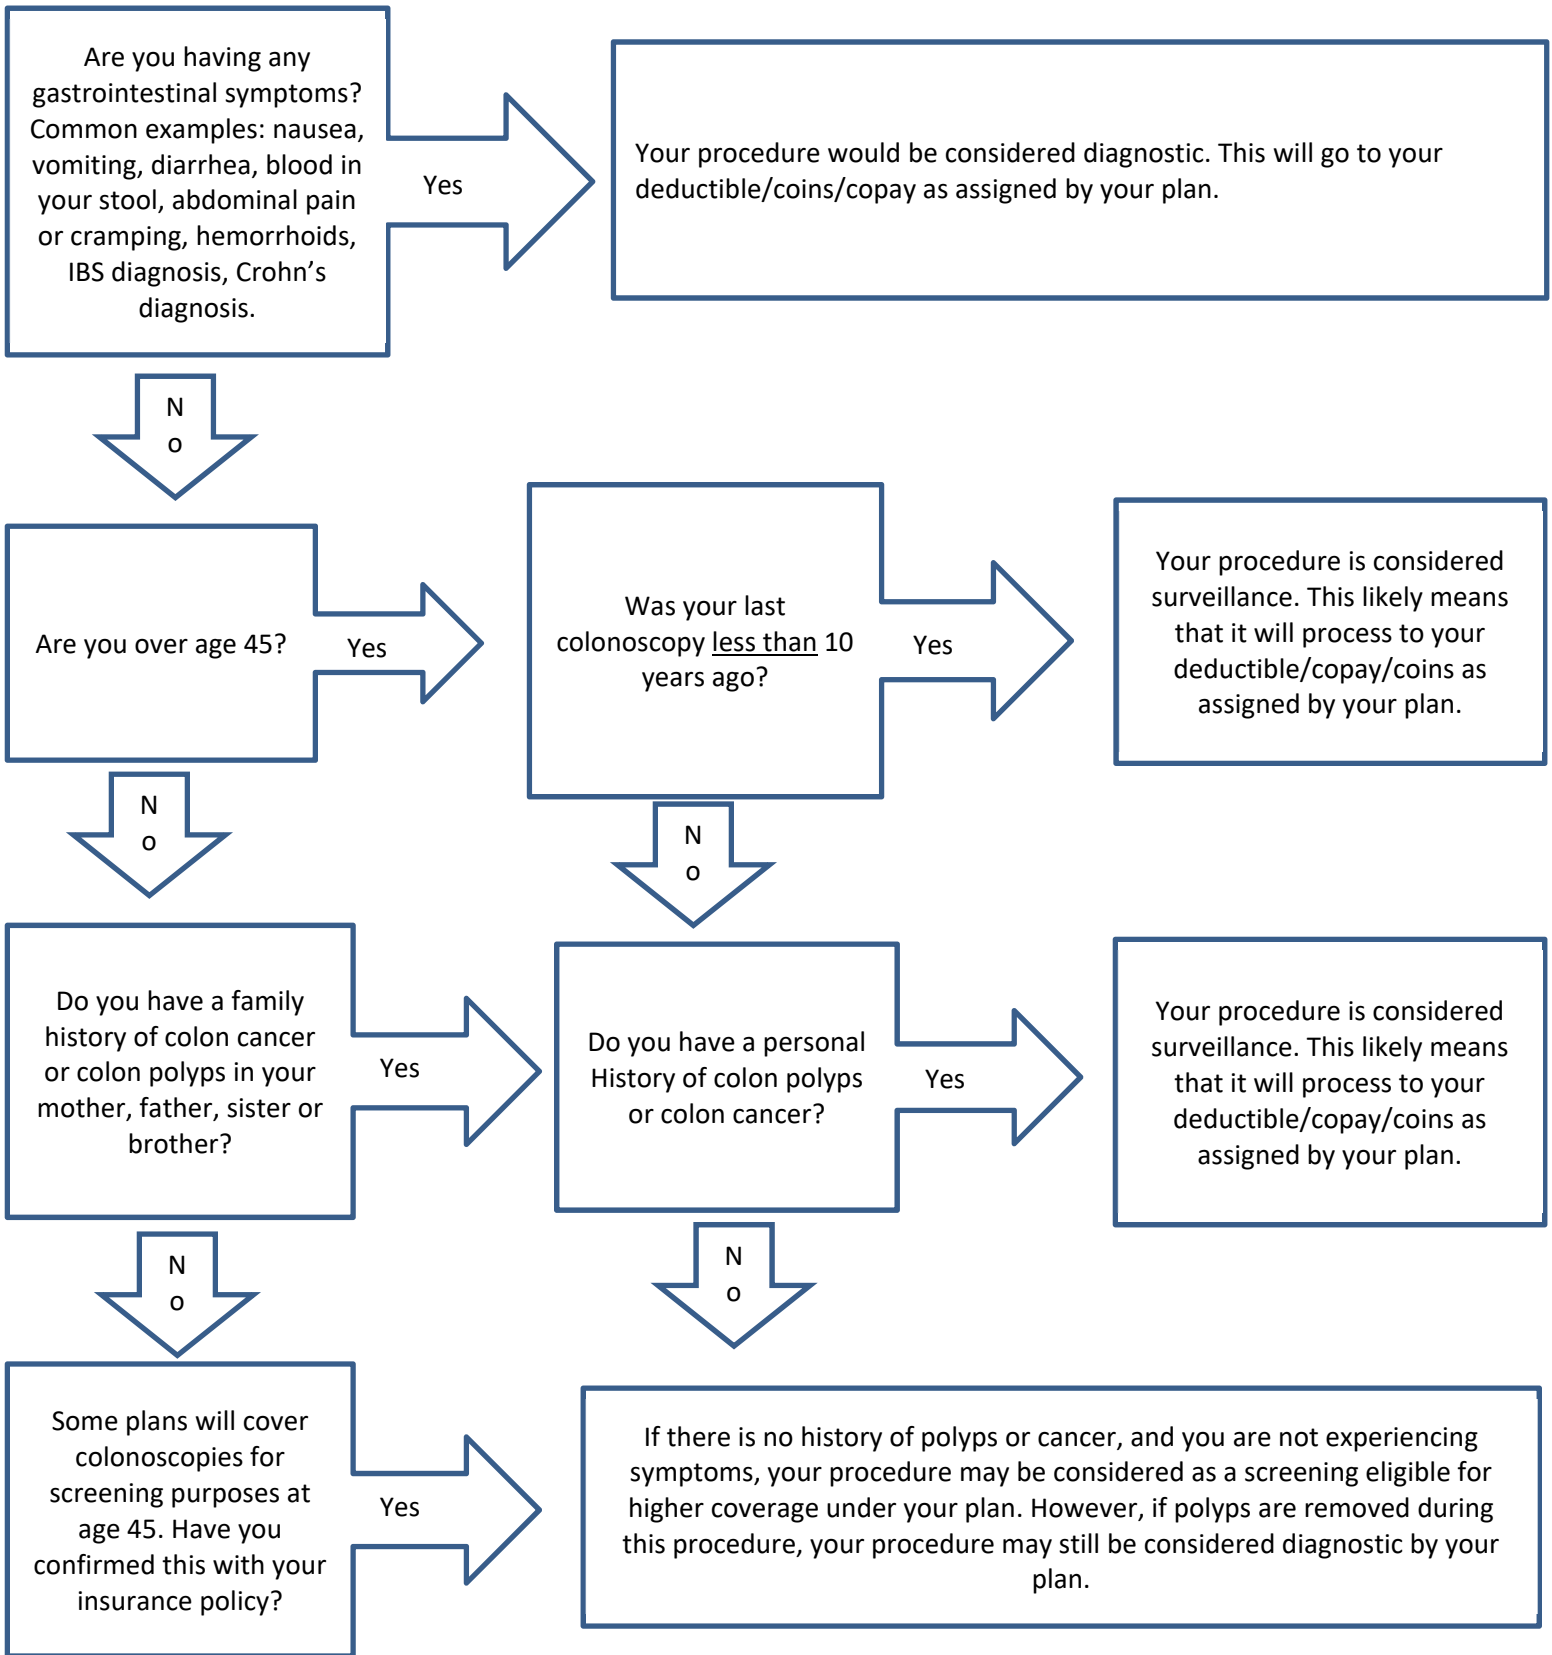 Are you having any
gastrointestinal symptoms?
Common examples: nausea,
vomiting, diarrhea, blood in
your stool, abdominal pain
or cramping, hemorrhoids,
IBS diagnosis, Crohn’s
diagnosis.
Yes
Your procedure would be considered diagnostic. This will go to your
deductible/coins/copay as assigned by your plan.
N
o
Are you over age 45?
Yes
Was your last
colonoscopy less than 10
years ago?
Yes
Your procedure is considered
surveillance. This likely means
that it will process to your
deductible/copay/coins as
assigned by your plan.
N
o
N
o
Do you have a family
history of colon cancer
or colon polyps in your
mother, father, sister or
brother?
Yes
Do you have a personal
History of colon polyps
or colon cancer?
Yes
Your procedure is considered
surveillance. This likely means
that it will process to your
deductible/copay/coins as
assigned by your plan.
N
o
N
o
Some plans will cover
colonoscopies for
screening purposes at
age 45. Have you
confirmed this with your
insurance policy?
Yes
If there is no history of polyps or cancer, and you are not experiencing
symptoms, your procedure may be considered as a screening eligible for
higher coverage under your plan. However, if polyps are removed during
this procedure, your procedure may still be considered diagnostic by your
plan.